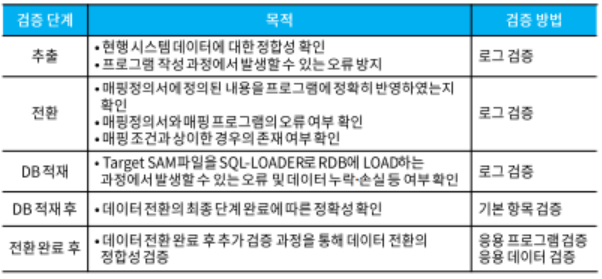 검증 단계 목적 검증 방법
추출
• 현행 시스템 데이터에 대한 정합성 확인
• 프로그램 작성 과정에서 발생할 수 있는 오류 방지
로그 검증
전환
• 매핑정의서에 정의된 내용을 프로그램에 정확히 반영하였는지
확인
• 매핑정의서와 매핑 프로그램의 오류 여부 확인
• 매핑 조건과 상이한 경우의 존재 여부 확인
로그 검증
DB 적재
• Target SAM파일을 SQL-LOADER로 RDB에 LOAD하는
과정에서 발생할 수 있는 오류 및 데이터 누락·손실 등 여부 확인
로그 검증
DB 적재 후
• 데이터 전환의 최종 단계 완료에 따른 정확성 확인
기본 항목 검증
전환 완료 후
• 데이터 전환 완료 후 추가 검증 과정을 통해 데이터 전환의
정합성 검증
응용 프로그램 검증
응용 데이터 검증